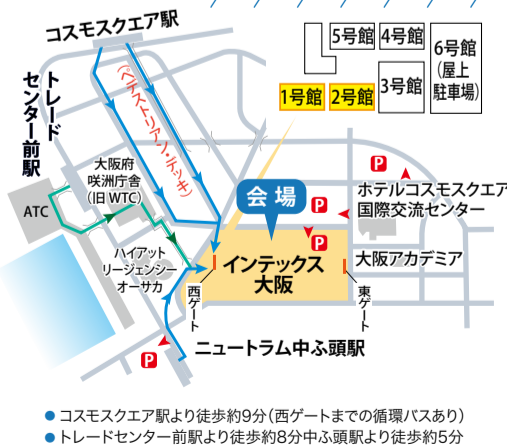 コスモスクエア駅
5号館
4号館
6号館
(屋上
駐車場)
3号館
1号館
2号館
トレード
センター前駅
(ペデストリアン・デッキ)
大阪府
咲洲庁舎
(旧WTC)
ATC
会場
P
P
P
ホテルコスモスクエア
国際交流センター
ハイアット
リージェンシー
オーサカ
インテックス
大阪
大阪アカデミア
西ゲート
東ゲート
ニュートラム中ふ頭駅
P
● コスモスクエア駅より徒歩約9分(西ゲートまでの循環バスあり)
● トレードセンター前駅より徒歩約8分中ふ頭駅より徒歩約5分